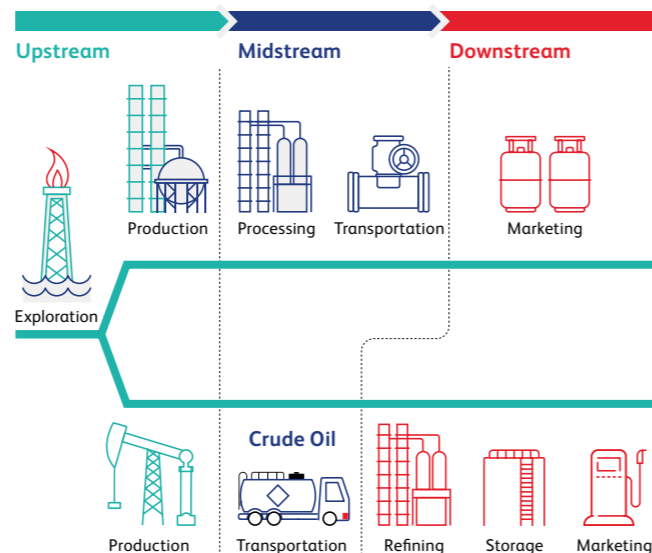 Upstream
Midstream
Downstream
Production
Processing
Transportation
Marketing
Exploration
Crude Oil
Production
Transportation
Refining
Storage
Marketing